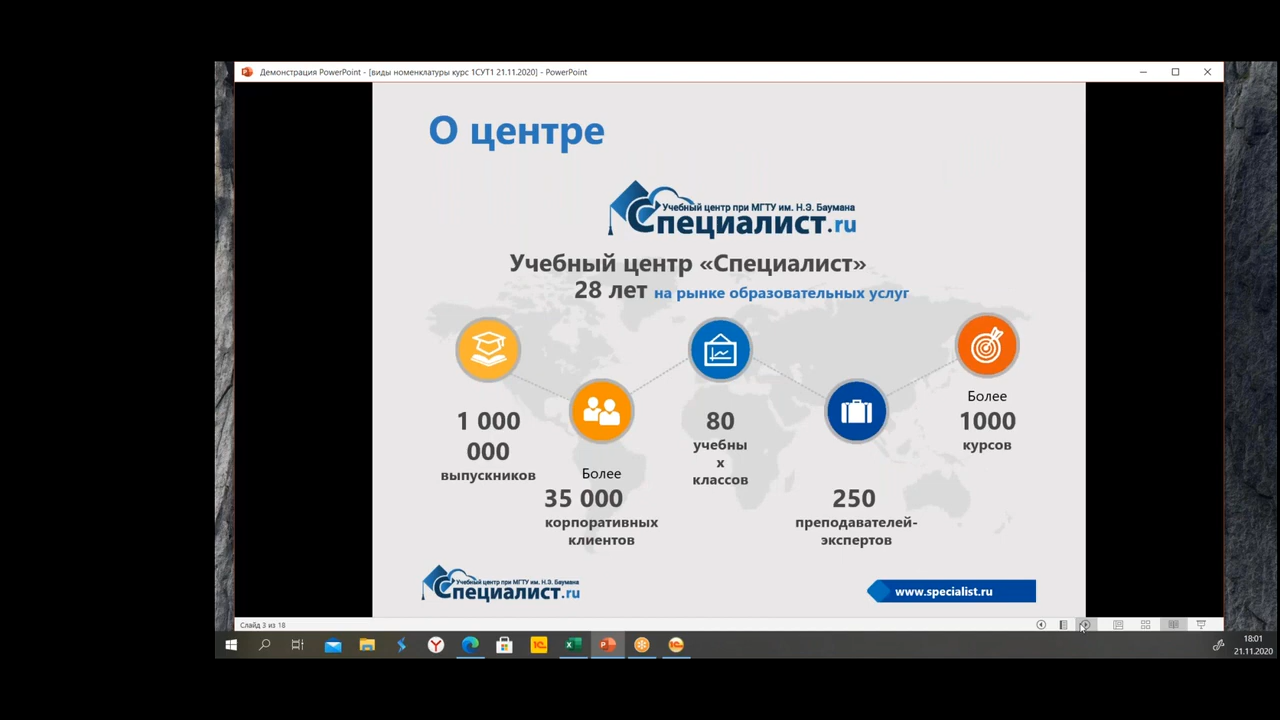 Демонстрация PowerPoint - [виды номенклатуры курс 1СУТ1 21.11.2020] - PowerPoint
О центре
Учебный центр при МГТУ им. Н.Э. Баумана
Специалист.ru
Учебный центр «Специалист»
28 лет на рынке образовательных услуг
1 000
000
выпускников
Более
35 000
корпоративных
клиентов
80
учебны
х
классов
250
преподавателей-
экспертов
Более
1000
курсов
Учебный центр при МГТУ им. Н.Э. Баумана
Специалист.ru
www.specialist.ru
Слайд 3 из 18
18:01
21.11.2020